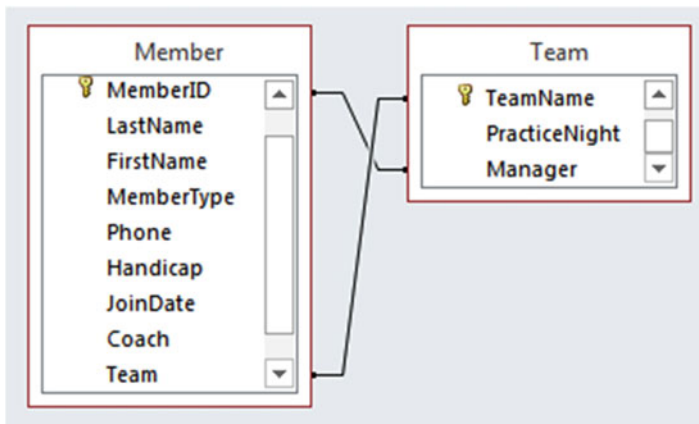 Member
MemberID
LastName
FirstName
MemberType
Phone
Handicap
JoinDate
Coach
Team
Team
TeamName
PracticeNight
Manager